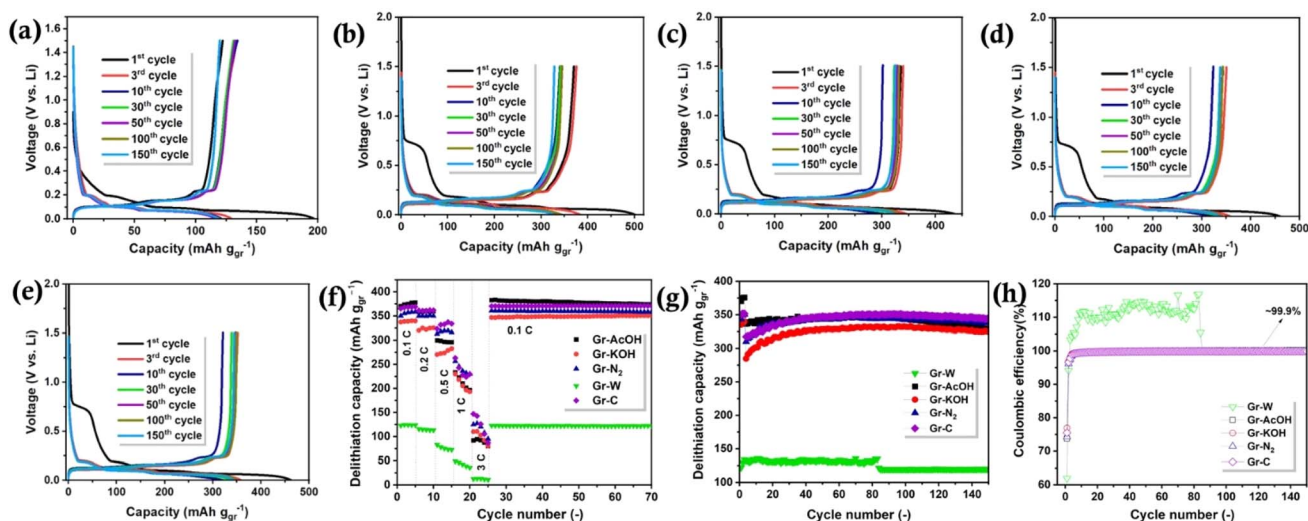 (a)
Voltage (V vs. Li)
1.6
1.4
1.2
1.0
0.8
0.6
0.4
0.2
0.0
1st cycle
3rd cycle
10th cycle
30th cycle
50th cycle
100th cycle
150th cycle
0 50 100 150 200
Capacity (mAh ggr-1)
(b)
Voltage (V vs. Li)
2.0
1.5
1.0
0.5
0.0
1st cycle
3rd cycle
10th cycle
30th cycle
50th cycle
100th cycle
150th cycle
0 100 200 300 400 500
Capacity (mAh ggr-1)
(c)
Voltage (V vs. Li)
2.0
1.5
1.0
0.5
0.0
1st cycle
3rd cycle
10th cycle
30th cycle
50th cycle
100th cycle
150th cycle
0 100 200 300 400 500
Capacity (mAh ggr-1)
(d)
Voltage (V vs. Li)
2.0
1.5
1.0
0.5
0.0
1st cycle
3rd cycle
10th cycle
30th cycle
50th cycle
100th cycle
150th cycle
0 100 200 300 400 500
Capacity (mAh ggr-1)
(e)
Voltage (V vs. Li)
2.0
1.5
1.0
0.5
0.0
1st cycle
3rd cycle
10th cycle
30th cycle
50th cycle
100th cycle
150th cycle
0 100 200 300 400 500
Capacity (mAh ggr-1)
(f)
Delithiation capacity (mAh ggr-1)
400
350
300
250
200
150
100
50
0
0.1 C
0.2 C
0.5 C
1 C
3 C
0.1 C
Gr-AcOH
Gr-KOH
Gr-N2
Gr-W
Gr-C
0 10 20 30 40 50 60 70
Cycle number (-)
(g)
Delithiation capacity (mAh ggr-1)
400
350
300
250
200
150
100
Gr-W
Gr-AcOH
Gr-KOH
Gr-N2
Gr-C
0 20 40 60 80 100 120 140
Cycle number (-)
(h)
Coulombic efficiency(%)
120
110
100
90
80
70
60
~99.9%
Gr-W
Gr-AcOH
Gr-KOH
Gr-N2
Gr-C
0 20 40 60 80 100 120 140
Cycle number (-)